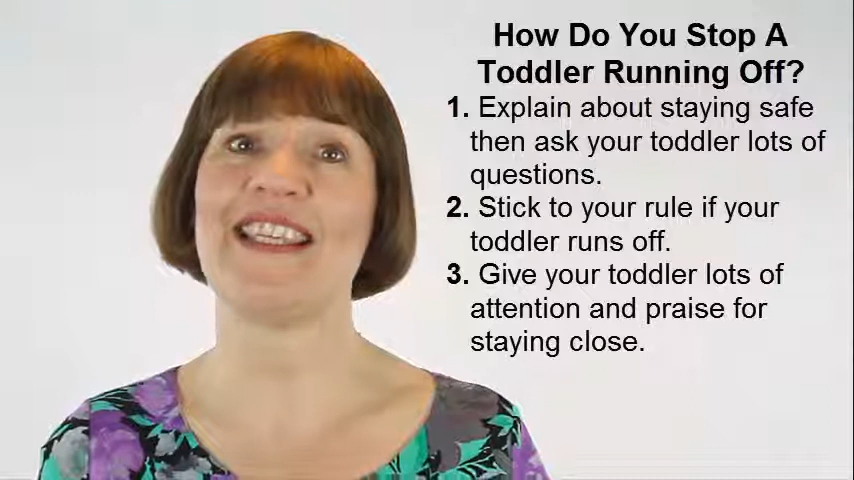 How Do You Stop A
Toddler Running Off?
1. Explain about staying safe
then ask your toddler lots of
questions.
2. Stick to your rule if your
toddler runs off.
3. Give your toddler lots of
attention and praise for
staying close.